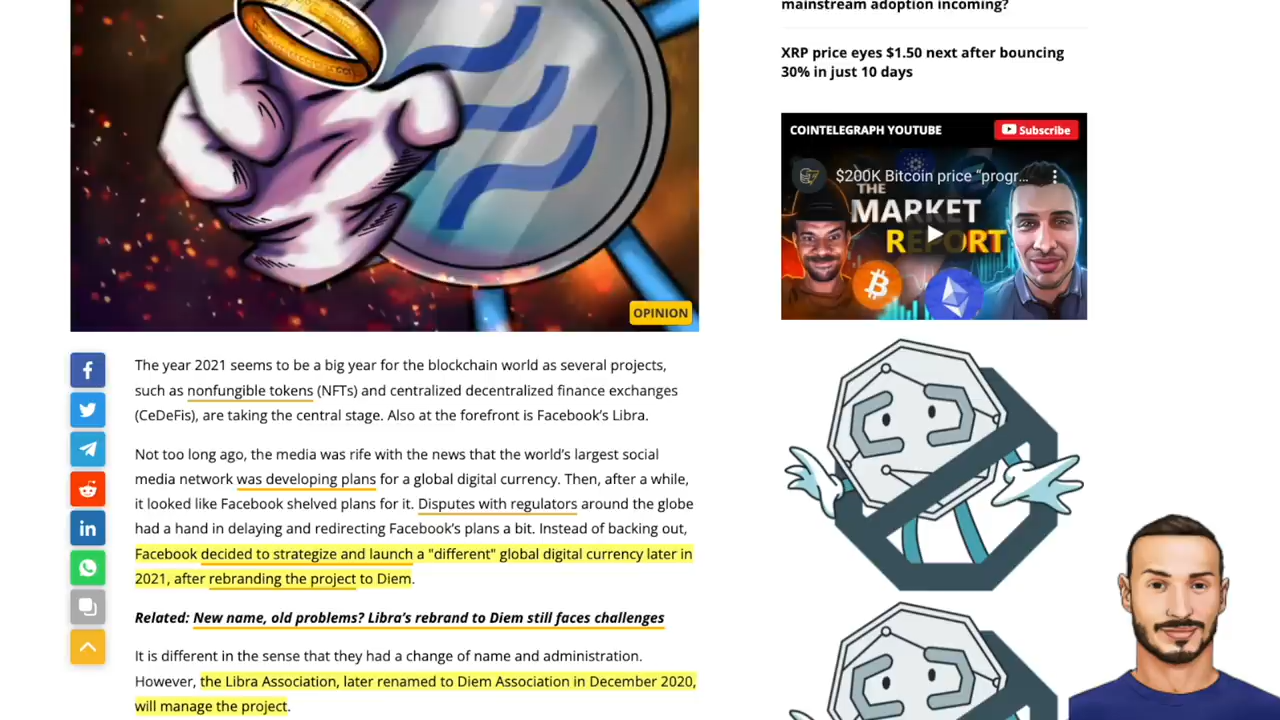 mainstream adoption incoming?
XRP price eyes $1.50 next after bouncing
30% in just 10 days
COINTELEGRAPH YOUTUBE
Subscribe
$200K Bitcoin price “progr...
THE
MARKET
REPORT
OPINION
The year 2021 seems to be a big year for the blockchain world as several projects,
such as nonfungible tokens (NFTs) and centralized decentralized finance exchanges
(CeDeFis), are taking the central stage. Also at the forefront is Facebook’s Libra.
Not too long ago, the media was rife with the news that the world’s largest social
media network was developing plans for a global digital currency. Then, after a while,
it looked like Facebook shelved plans for it. Disputes with regulators around the globe
had a hand in delaying and redirecting Facebook’s plans a bit. Instead of backing out,
Facebook decided to strategize and launch a "different" global digital currency later in
2021, after rebranding the project to Diem.
Related: New name, old problems? Libra’s rebrand to Diem still faces challenges
It is different in the sense that they had a change of name and administration.
However, the Libra Association, later renamed to Diem Association in December 2020,
will manage the project.